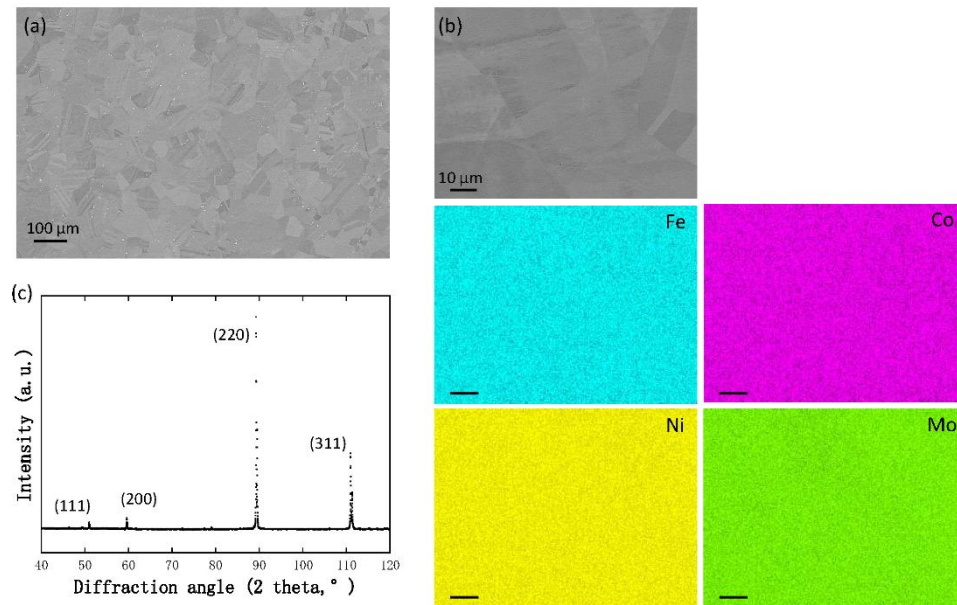 (a)
100 μm
(b)
10 μm
Fe
Co
Ni
Mo
(c)
Intensity (a.u.)
(111)
(200)
(220)
(311)
40 50 60 70 80 90 100 110 120
Diffraction angle (2 theta,°)